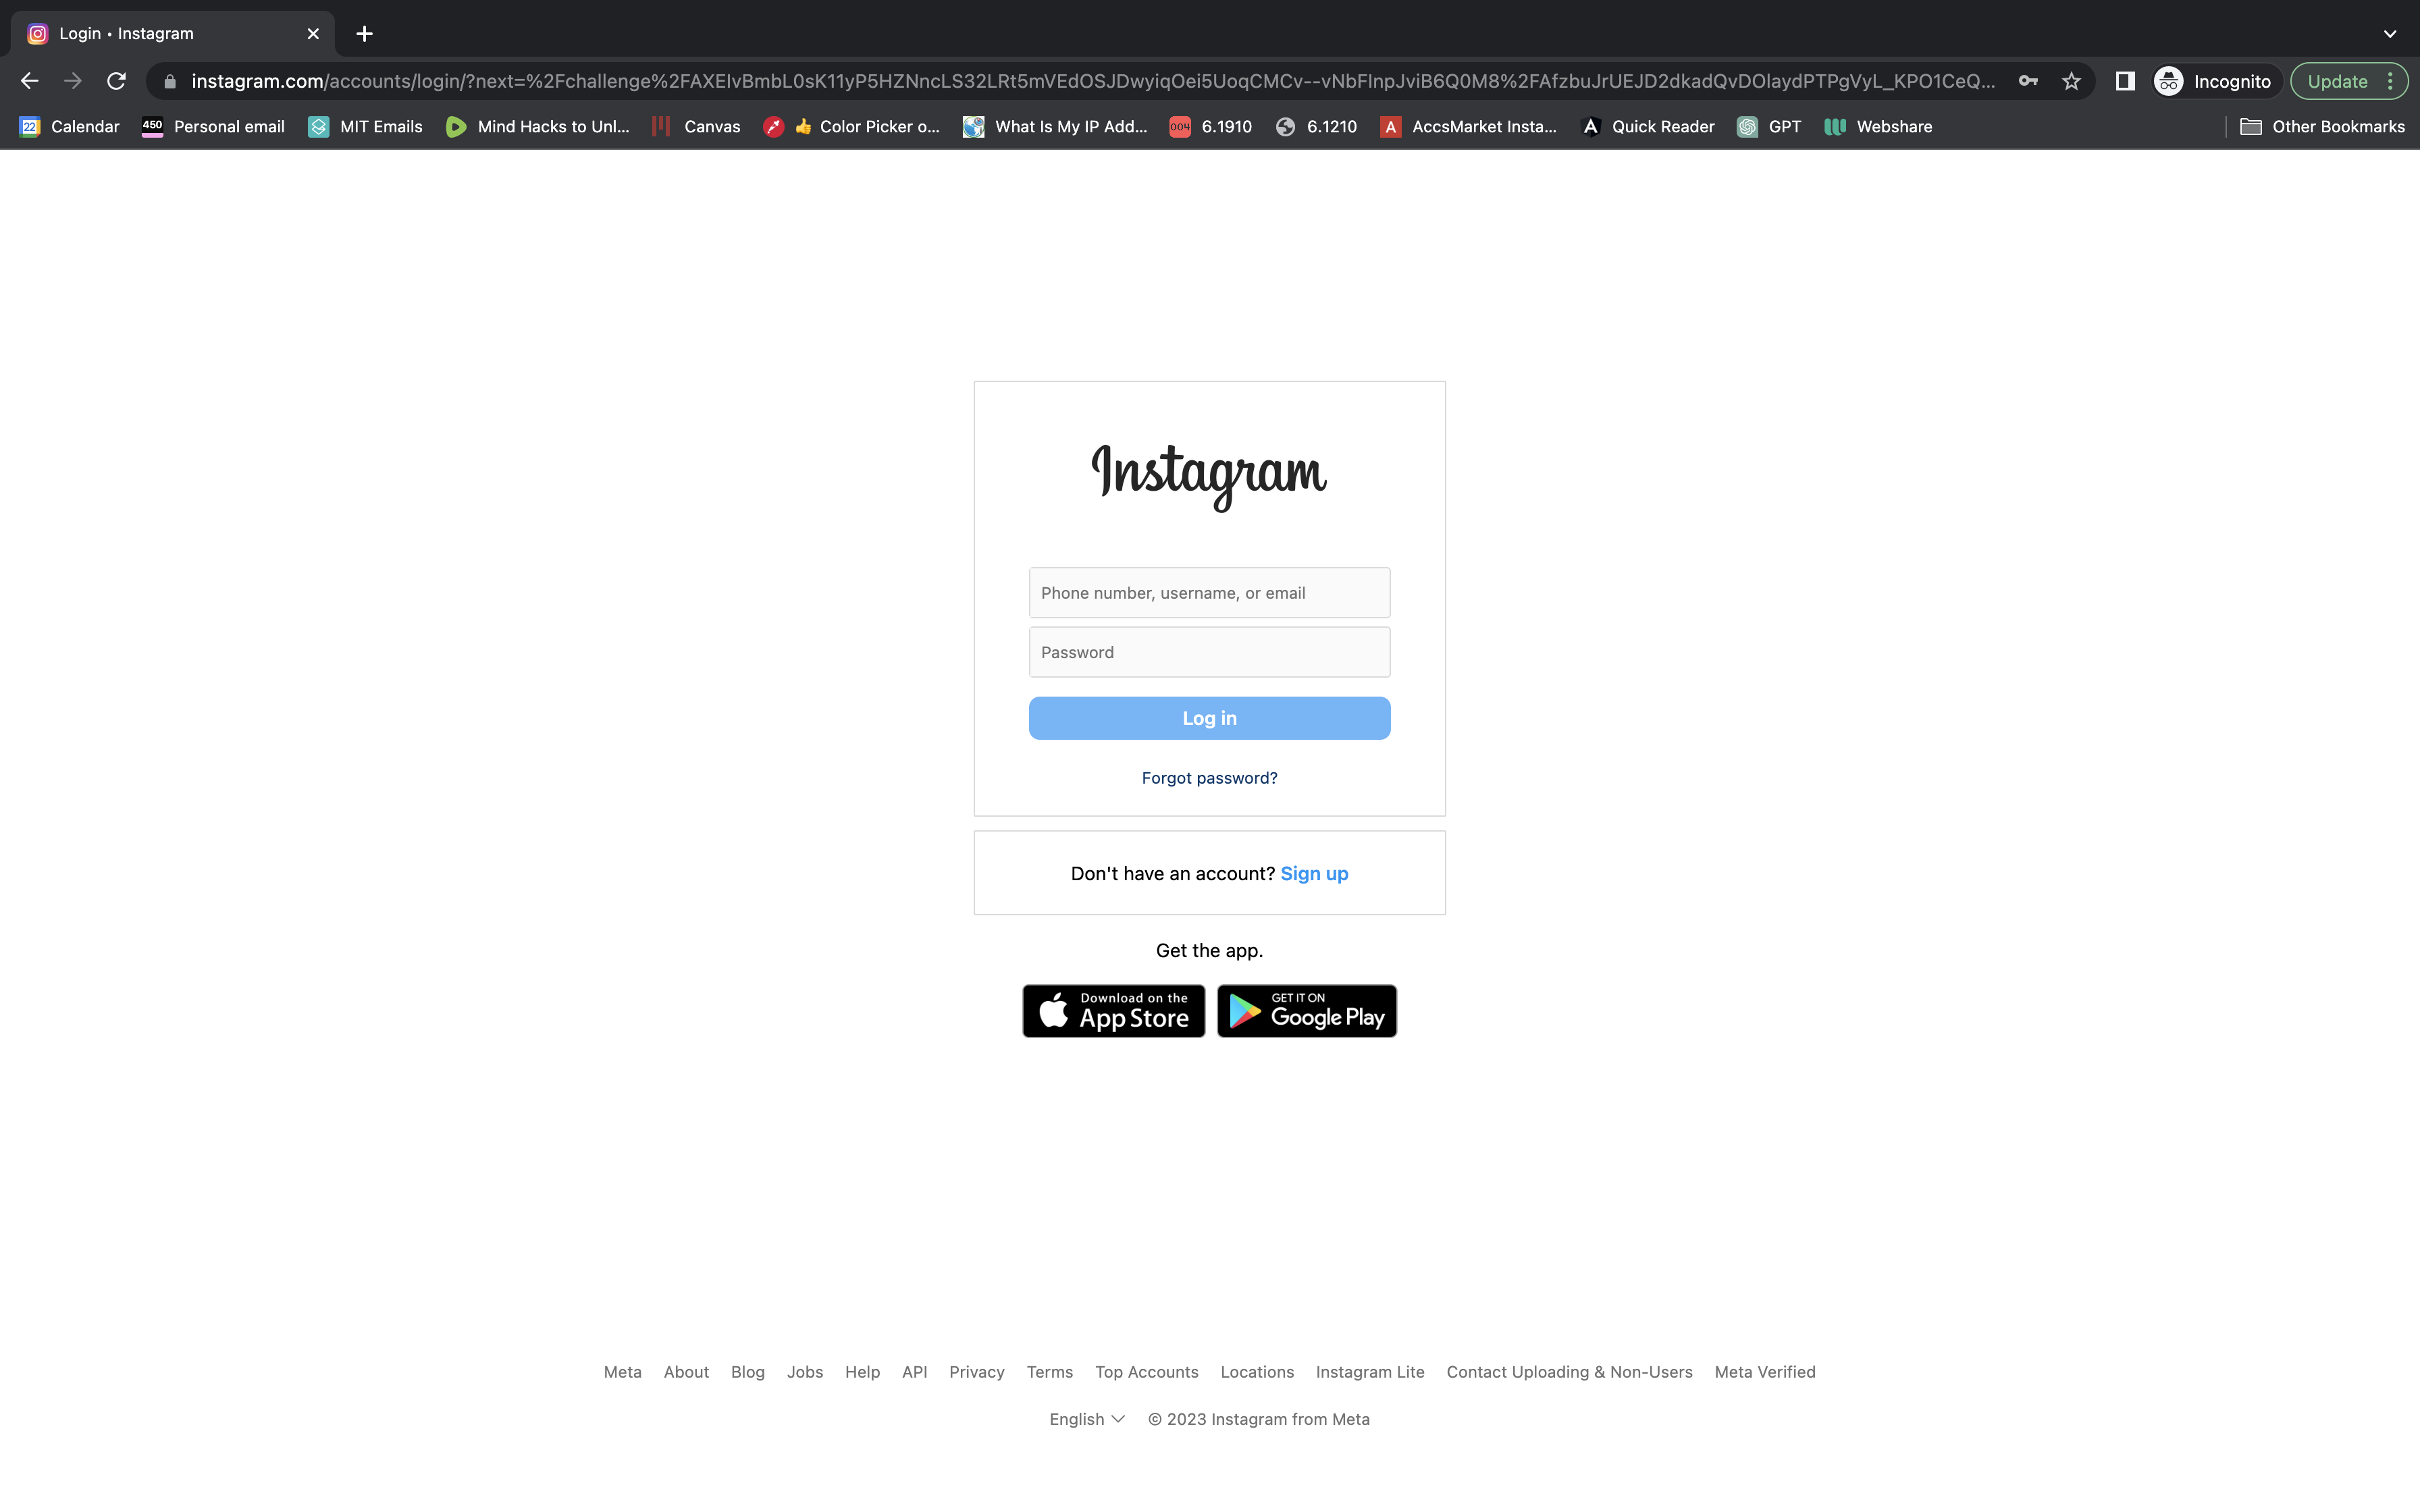 Login • Instagram
instagram.com/accounts/login/?next=%2Fchallenge%2FAXEIvBmbL0sK11yP5HZNncLS32LRt5mVEdOSJDwyiqOei5UoqCMCv--vNbFInpJviB6Q0M8%2FAfzbuJrUEJD2dkadQvDOlaydPTPgVyL_KPO1CeQ...
Incognito
Update
22 Calendar
450 Personal email
MIT Emails
Mind Hacks to Unl...
Canvas
👍 Color Picker o...
What Is My IP Add...
004 6.1910
6.1210
A AccsMarket Insta...
Quick Reader
GPT
Webshare
Other Bookmarks
Instagram
Phone number, username, or email
Password
Log in
Forgot password?
Don't have an account? Sign up
Get the app.
Download on the
App Store
GET IT ON
Google Play
Meta About Blog Jobs Help API Privacy Terms Top Accounts Locations Instagram Lite Contact Uploading & Non-Users Meta Verified
English © 2023 Instagram from Meta